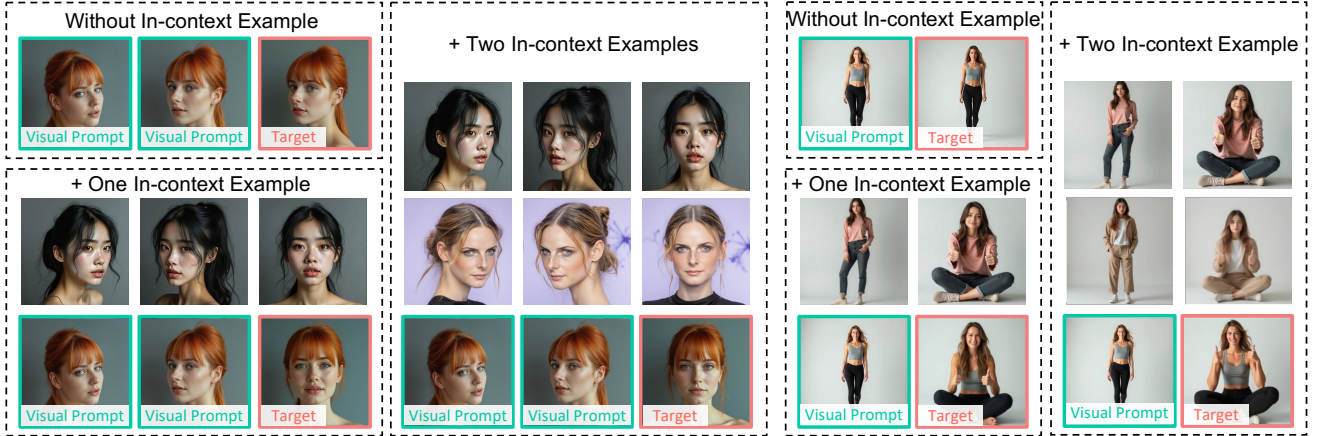 Without In-context Example
Visual Prompt
Visual Prompt
Target
+ One In-context Example
Visual Prompt
Visual Prompt
Target
+ Two In-context Examples
Visual Prompt
Visual Prompt
Target
Without In-context Example
Visual Prompt
Target
+ One In-context Example
Visual Prompt
Target
+ Two In-context Example
Visual Prompt
Target